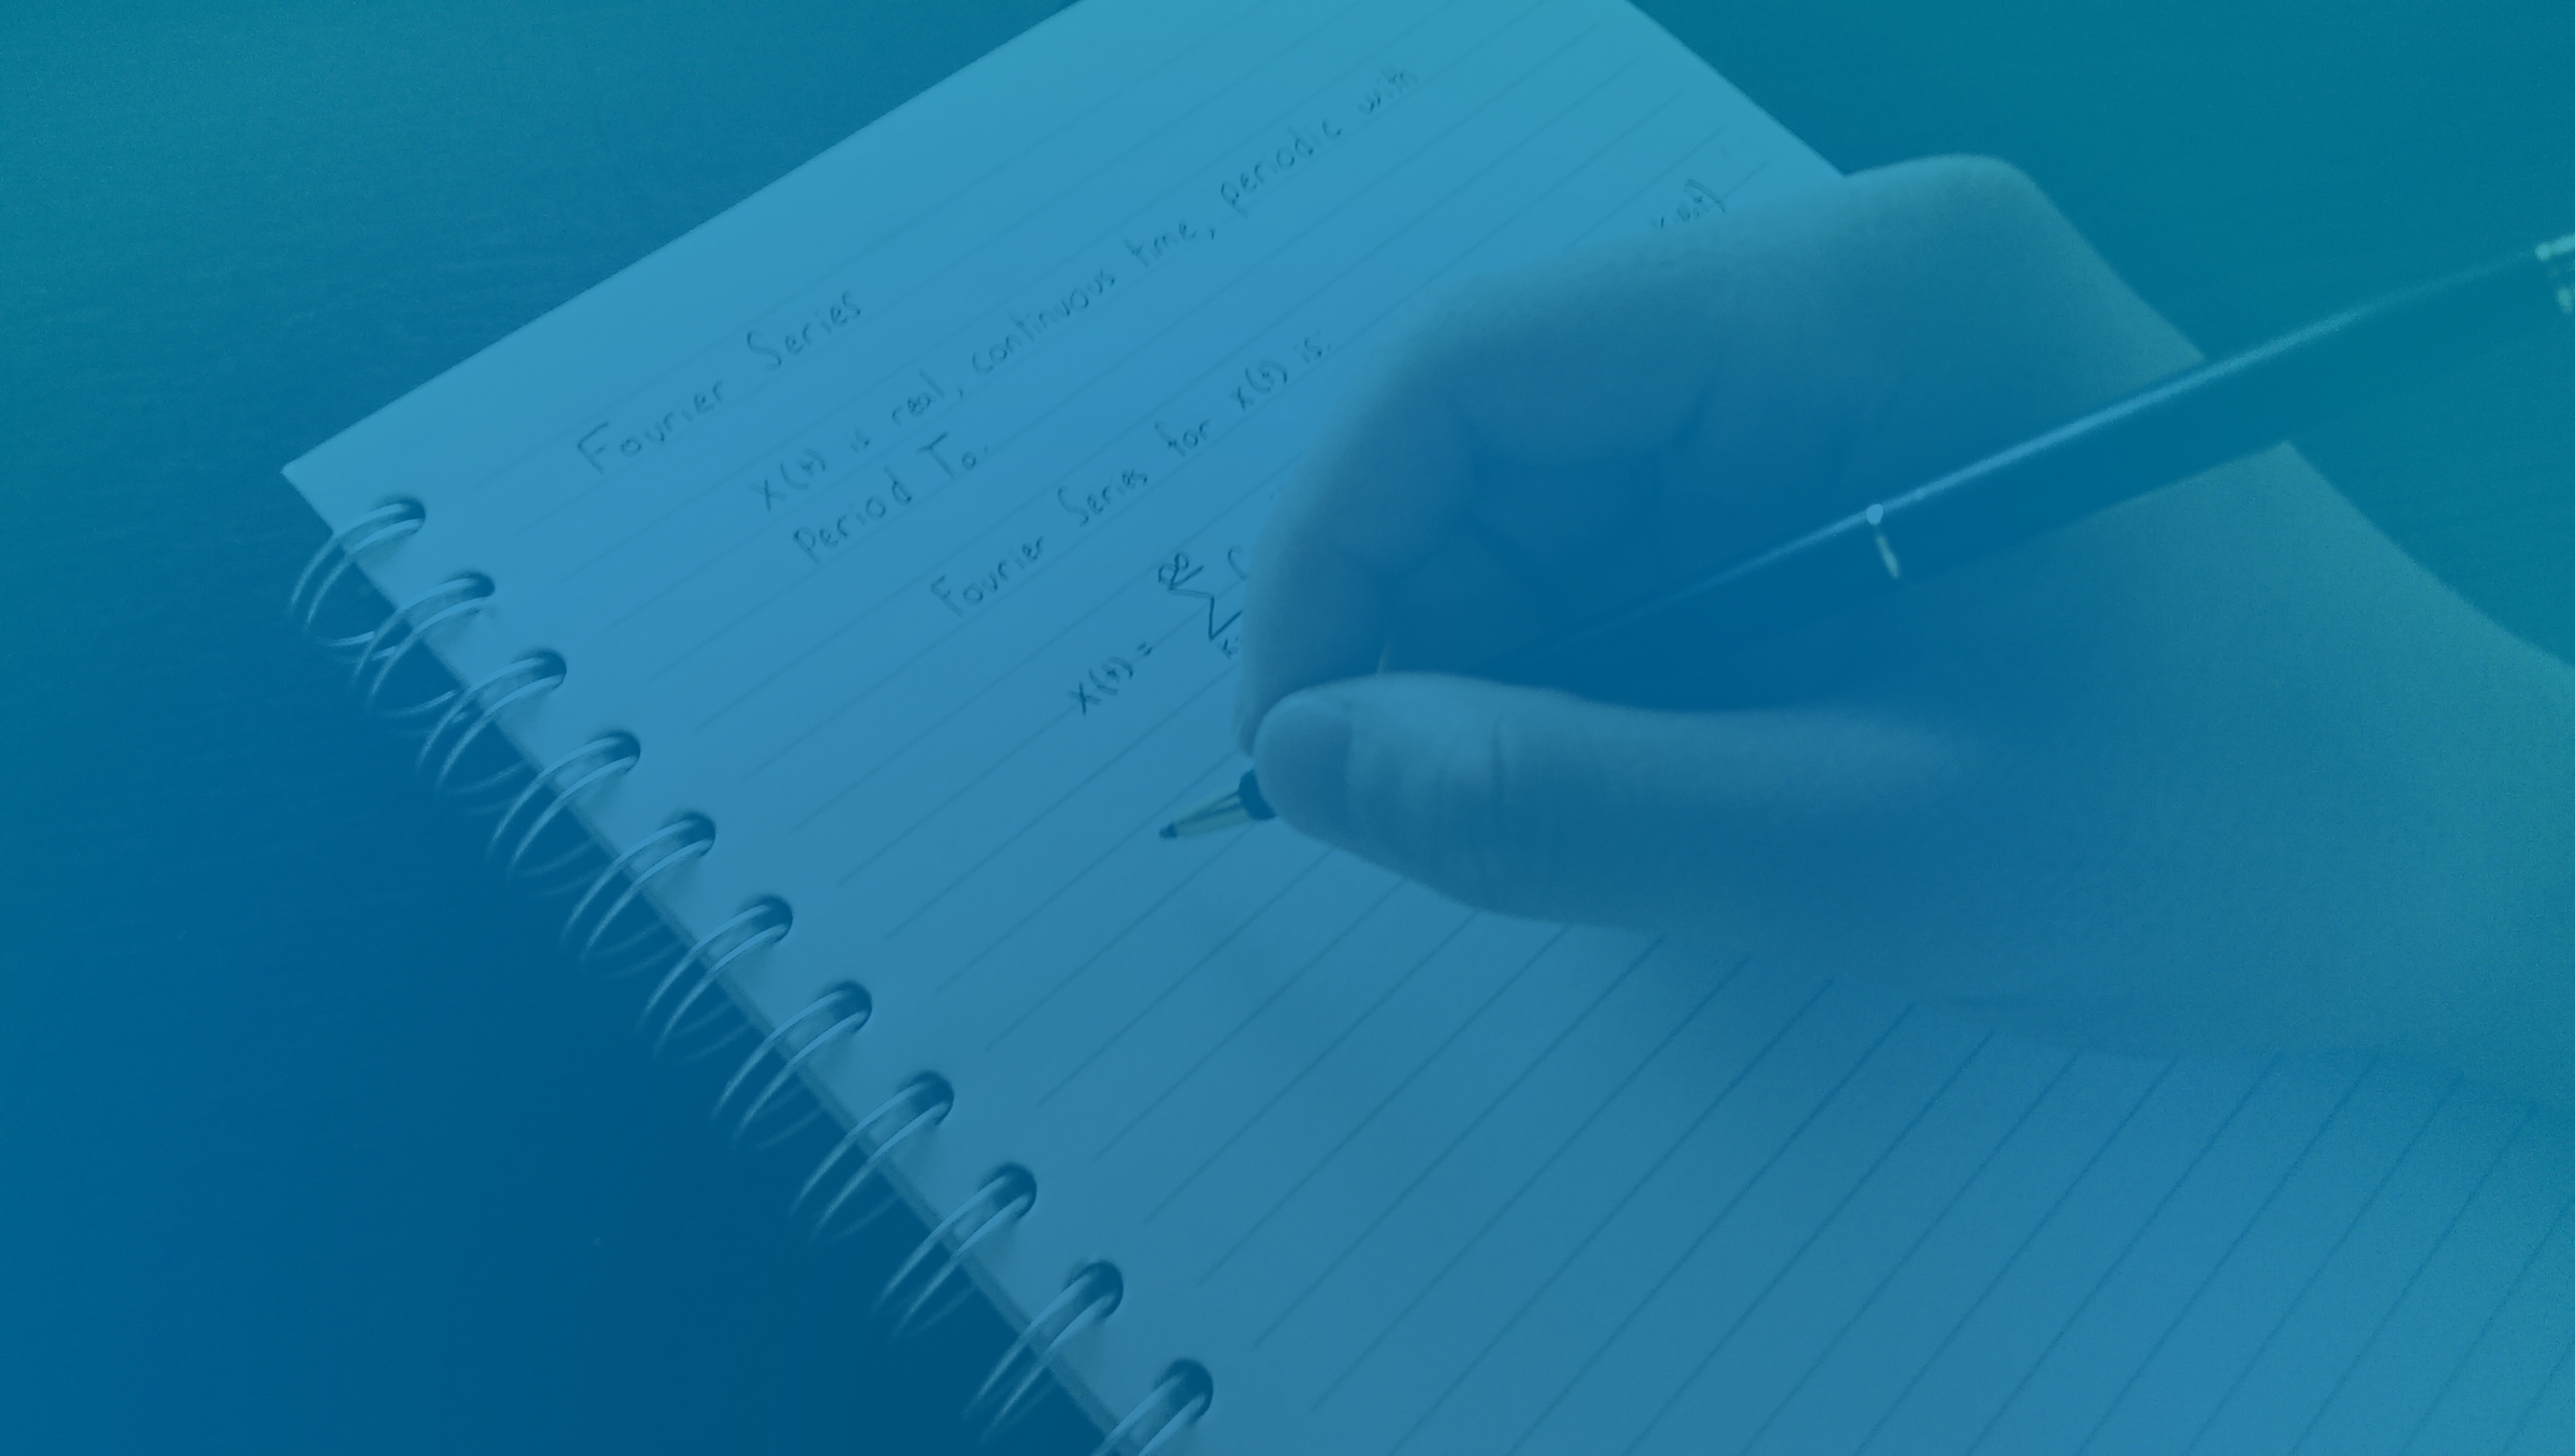 Fourier Series
X(t) is real, continuous time, periodic with
Period T₀.
Fourier Series for x(t) is:
x(t) = ∑ ∞